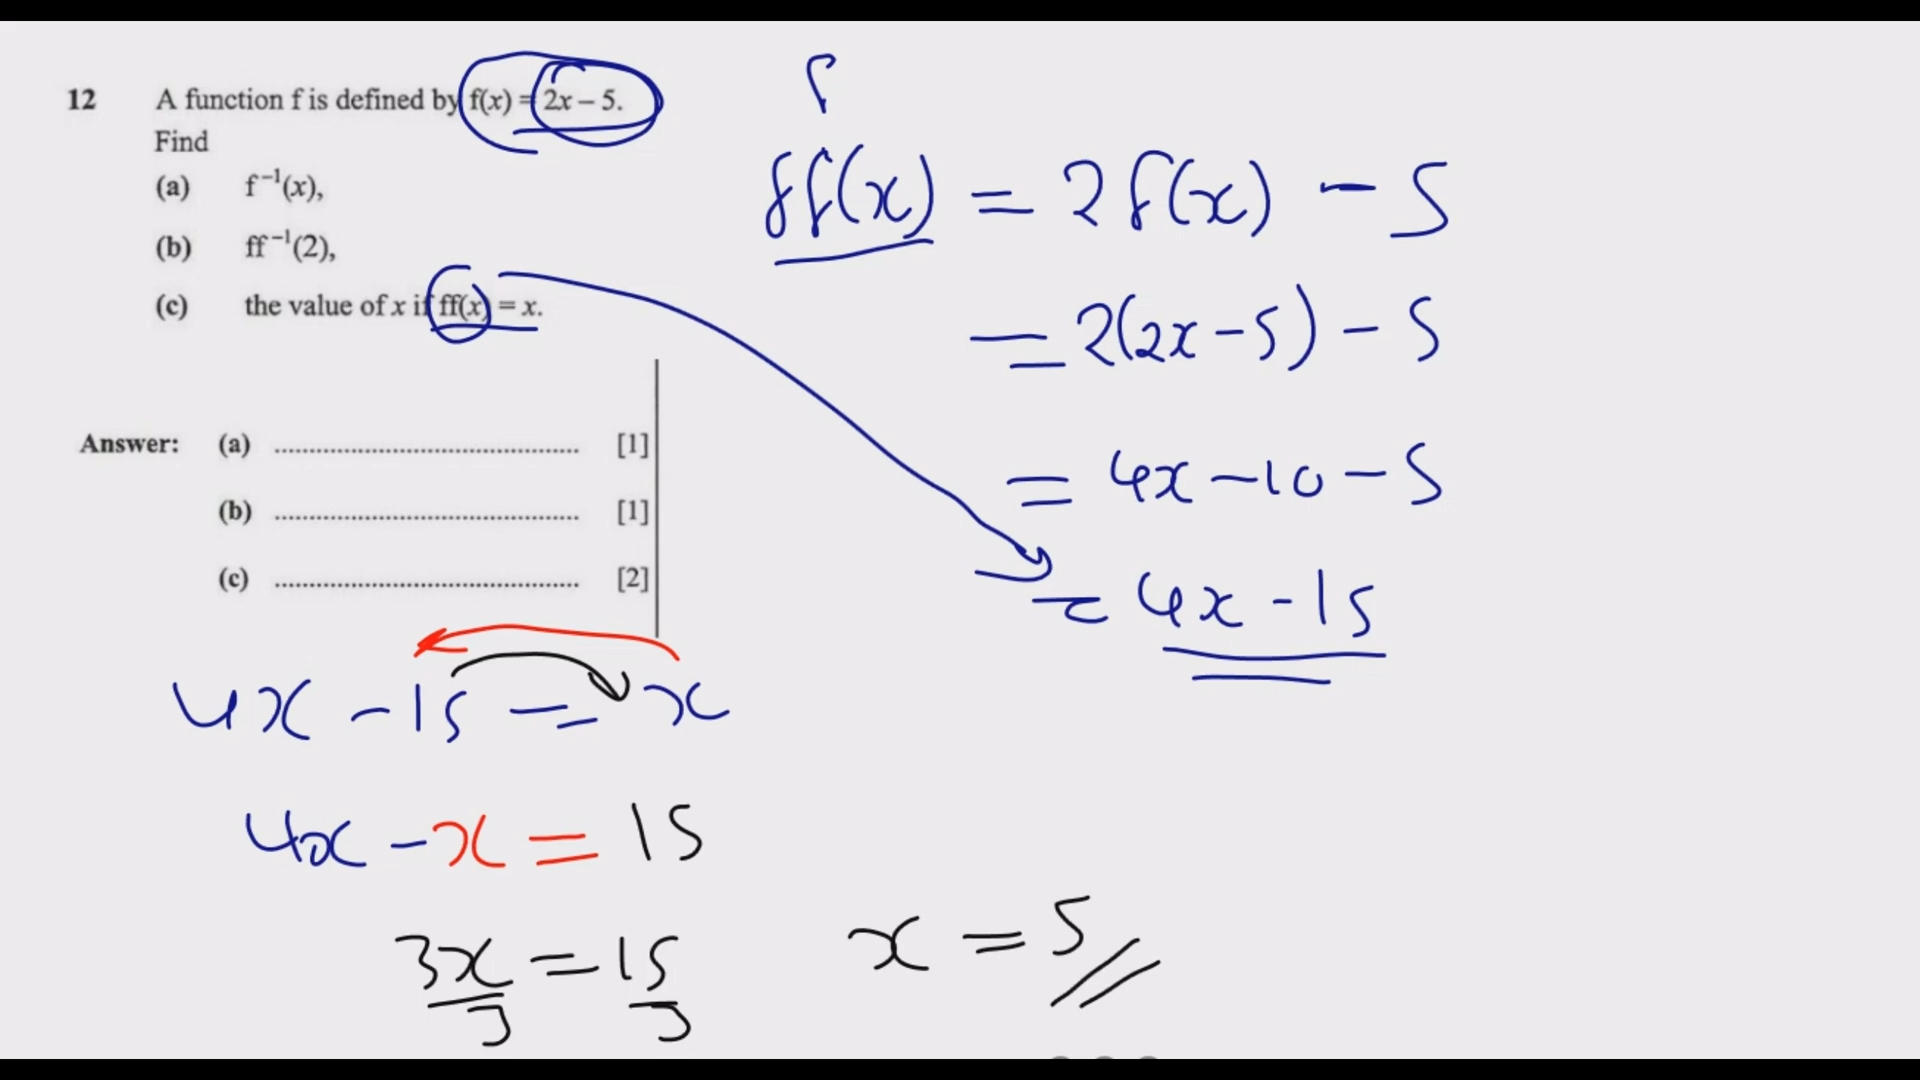 12 A function f is defined by f(x) = 2x – 5.
Find
(a) f⁻¹(x),
(b) ff⁻¹(2),
(c) the value of x if ff(x) = x.
Answer: (a) .......................................... [1]
(b) .......................................... [1]
(c) .......................................... [2]
f
ff(x) = 2f(x) - 5
= 2(2x-5) - 5
= 4x - 10 - 5
= 4x - 15
4x - 15 = x
4x - x = 15
3x/3 = 15/3
x = 5